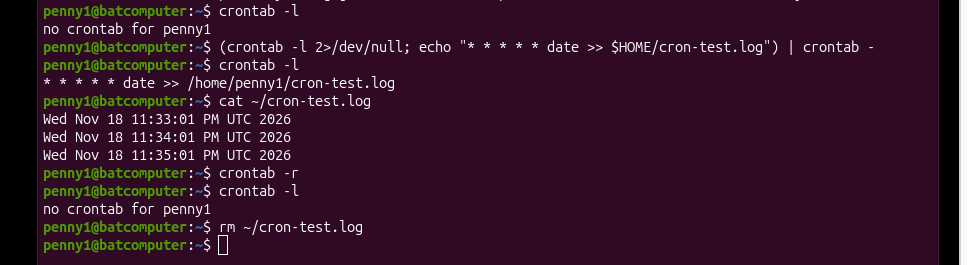 penny1@batcomputer:~$ crontab -l
no crontab for penny1
penny1@batcomputer:~$ (crontab -l 2>/dev/null; echo "* * * * * date >> $HOME/cron-test.log") | crontab -
penny1@batcomputer:~$ crontab -l
* * * * * date >> /home/penny1/cron-test.log
penny1@batcomputer:~$ cat ~/cron-test.log
Wed Nov 18 11:33:01 PM UTC 2026
Wed Nov 18 11:34:01 PM UTC 2026
Wed Nov 18 11:35:01 PM UTC 2026
penny1@batcomputer:~$ crontab -r
penny1@batcomputer:~$ crontab -l
no crontab for penny1
penny1@batcomputer:~$ rm ~/cron-test.log
penny1@batcomputer:~$